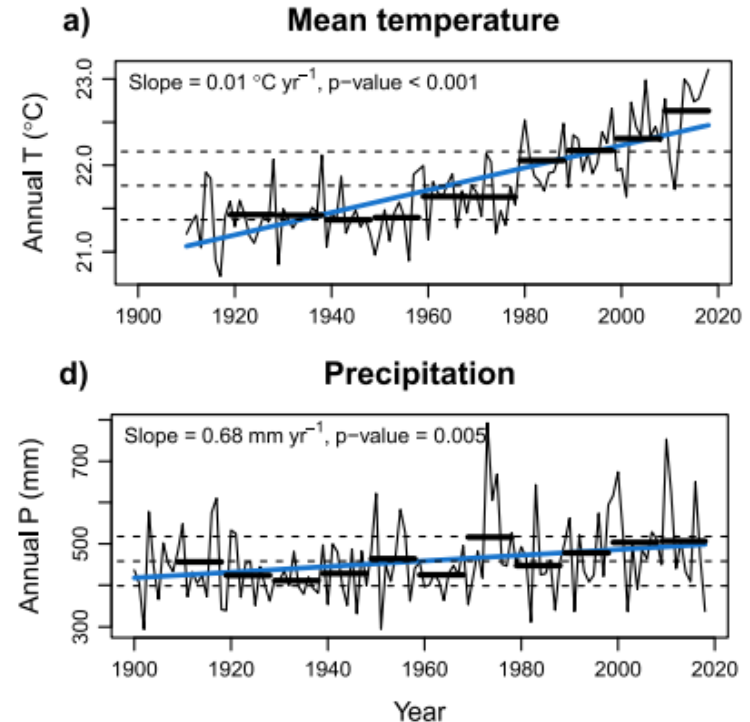 a) Mean temperature
Slope = 0.01 °C yr⁻¹, p−value < 0.001
Annual T (°C)
23.0
22.0
21.0
1900 1920 1940 1960 1980 2000 2020
d) Precipitation
Slope = 0.68 mm yr⁻¹, p−value = 0.005
Annual P (mm)
700
500
300
1900 1920 1940 1960 1980 2000 2020
Year